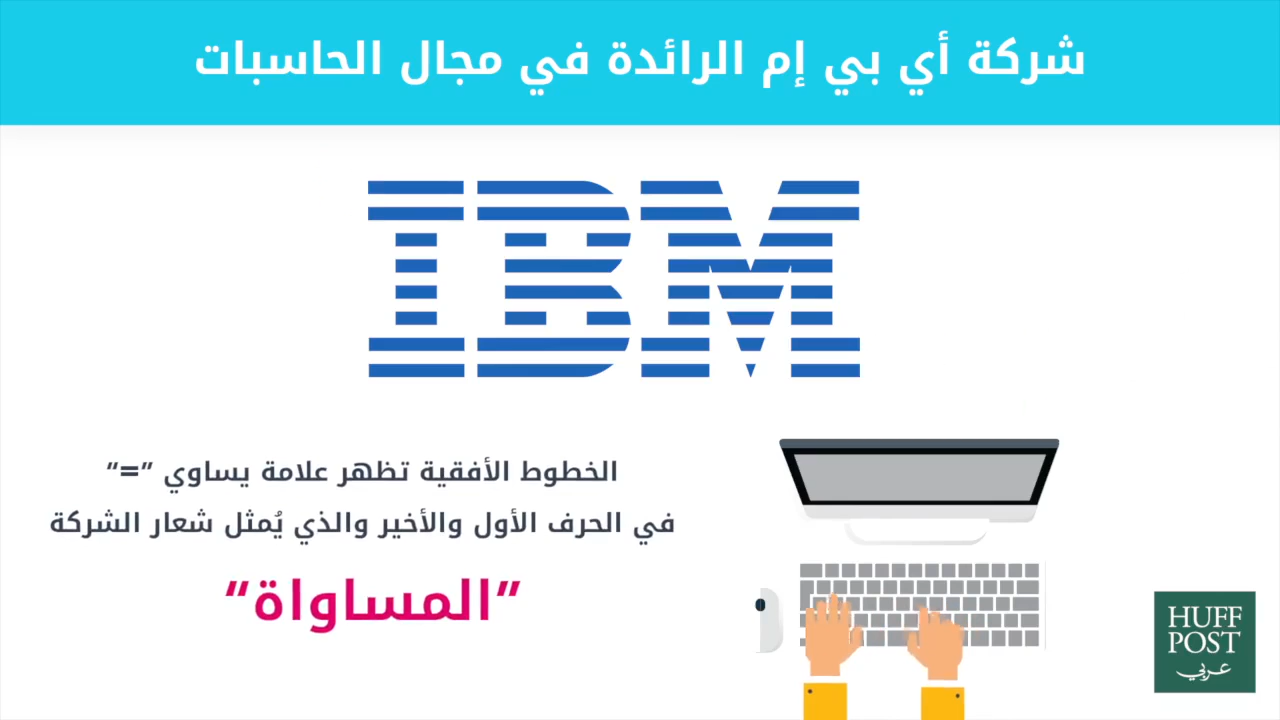 شركة أي بي إم الرائدة في مجال الحاسبات
IBM
الخطوط الأفقية تظهر علامة يساوي ”=“
في الحرف الأول والأخير والذي يُمثل شعار الشركة
”المساواة“
HUFF
POST
عربي